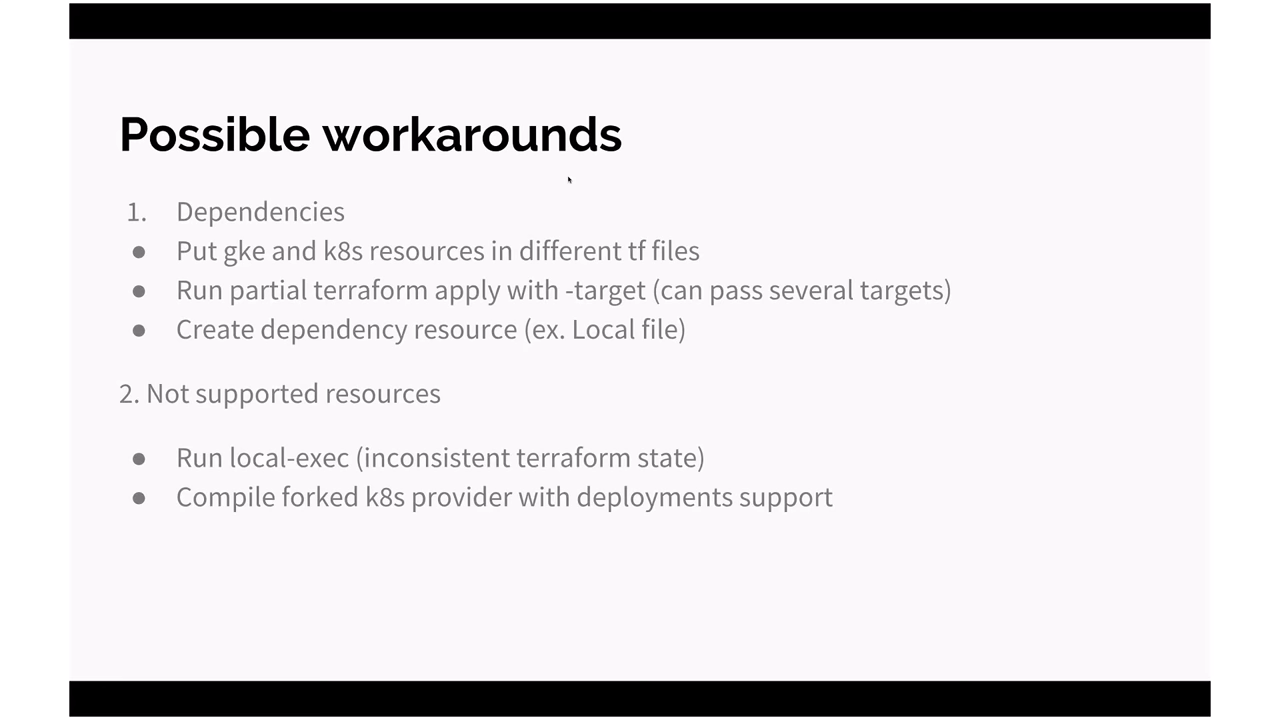 Possible workarounds
1. Dependencies
● Put gke and k8s resources in different tf files
● Run partial terraform apply with -target (can pass several targets)
● Create dependency resource (ex. Local file)
2. Not supported resources
● Run local-exec (inconsistent terraform state)
● Compile forked k8s provider with deployments support